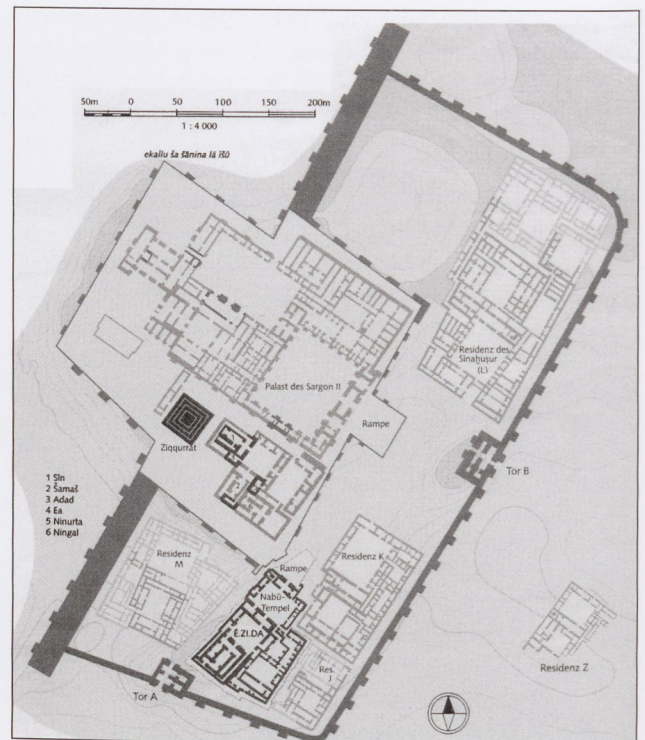 50m 0 50 100 150 200m
1 : 4 000
ekallu ša šānina lā īšû
Residenz des
Sinaḫuṣur
(L)
Palast des Sargon II
Rampe
Ziqqurrat
Tor B
1 Sîn
2 Šamaš
3 Adad
4 Ea
5 Ninurta
6 Ningal
Residenz
M
Residenz K
Rampe
Nabû-
Tempel
É.ZI.DA
Res.
J
Residenz Z
Tor A